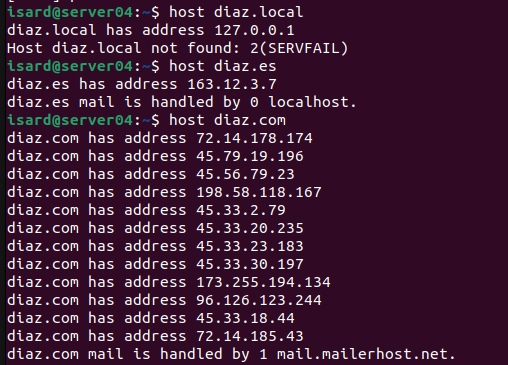 isard@server04:~$ host diaz.local
diaz.local has address 127.0.0.1
Host diaz.local not found: 2(SERVFAIL)
isard@server04:~$ host diaz.es
diaz.es has address 163.12.3.7
diaz.es mail is handled by 0 localhost.
isard@server04:~$ host diaz.com
diaz.com has address 72.14.178.174
diaz.com has address 45.79.19.196
diaz.com has address 45.56.79.23
diaz.com has address 198.58.118.167
diaz.com has address 45.33.2.79
diaz.com has address 45.33.20.235
diaz.com has address 45.33.23.183
diaz.com has address 45.33.30.197
diaz.com has address 173.255.194.134
diaz.com has address 96.126.123.244
diaz.com has address 45.33.18.44
diaz.com has address 72.14.185.43
diaz.com mail is handled by 1 mail.mailerhost.net.